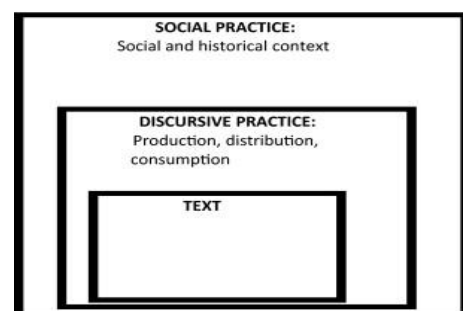 SOCIAL PRACTICE:
Social and historical context
DISCURSIVE PRACTICE:
Production, distribution,
consumption
TEXT